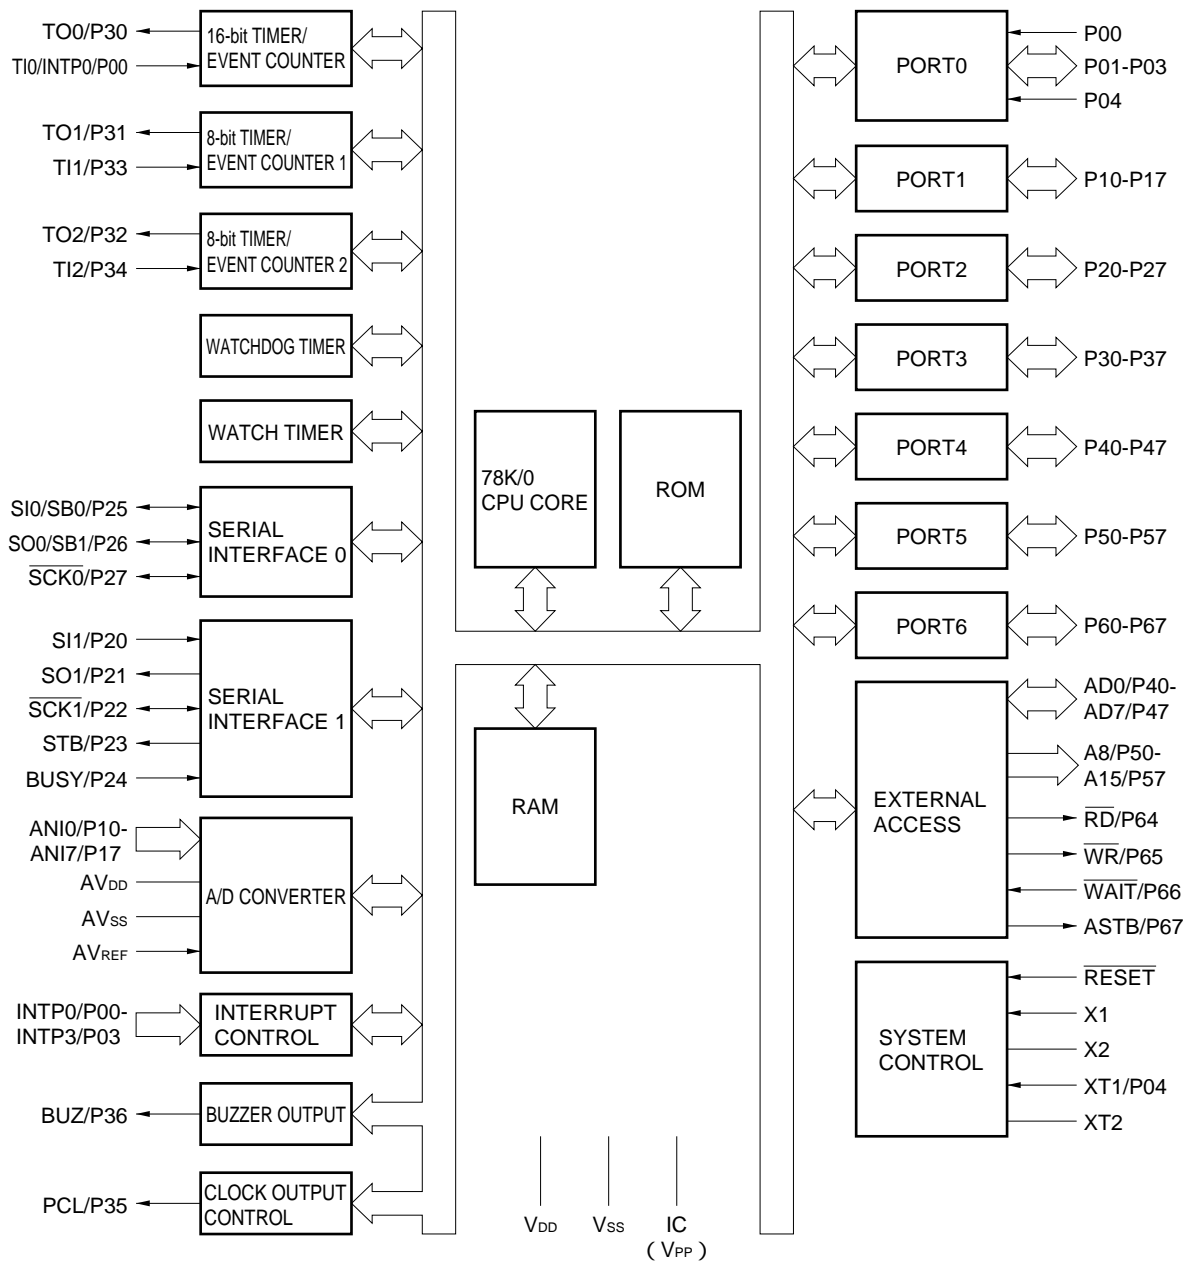 TO0/P30
TI0/INTP0/P00
16-bit TIMER/
EVENT COUNTER
TO1/P31
TI1/P33
8-bit TIMER/
EVENT COUNTER 1
TO2/P32
TI2/P34
8-bit TIMER/
EVENT COUNTER 2
WATCHDOG TIMER
WATCH TIMER
SI0/SB0/P25
SO0/SB1/P26
SCK0/P27
SERIAL
INTERFACE 0
SI1/P20
SO1/P21
SCK1/P22
STB/P23
BUSY/P24
SERIAL
INTERFACE 1
ANI0/P10-
ANI7/P17
AVDD
AVSS
AVREF
A/D CONVERTER
INTP0/P00-
INTP3/P03
INTERRUPT
CONTROL
BUZ/P36
BUZZER OUTPUT
PCL/P35
CLOCK OUTPUT
CONTROL
78K/0
CPU CORE
ROM
RAM
VDD
VSS
IC
( VPP )
PORT0
P00
P01-P03
P04
PORT1
P10-P17
PORT2
P20-P27
PORT3
P30-P37
PORT4
P40-P47
PORT5
P50-P57
PORT6
P60-P67
EXTERNAL
ACCESS
AD0/P40-
AD7/P47
A8/P50-
A15/P57
RD/P64
WR/P65
WAIT/P66
ASTB/P67
SYSTEM
CONTROL
RESET
X1
X2
XT1/P04
XT2